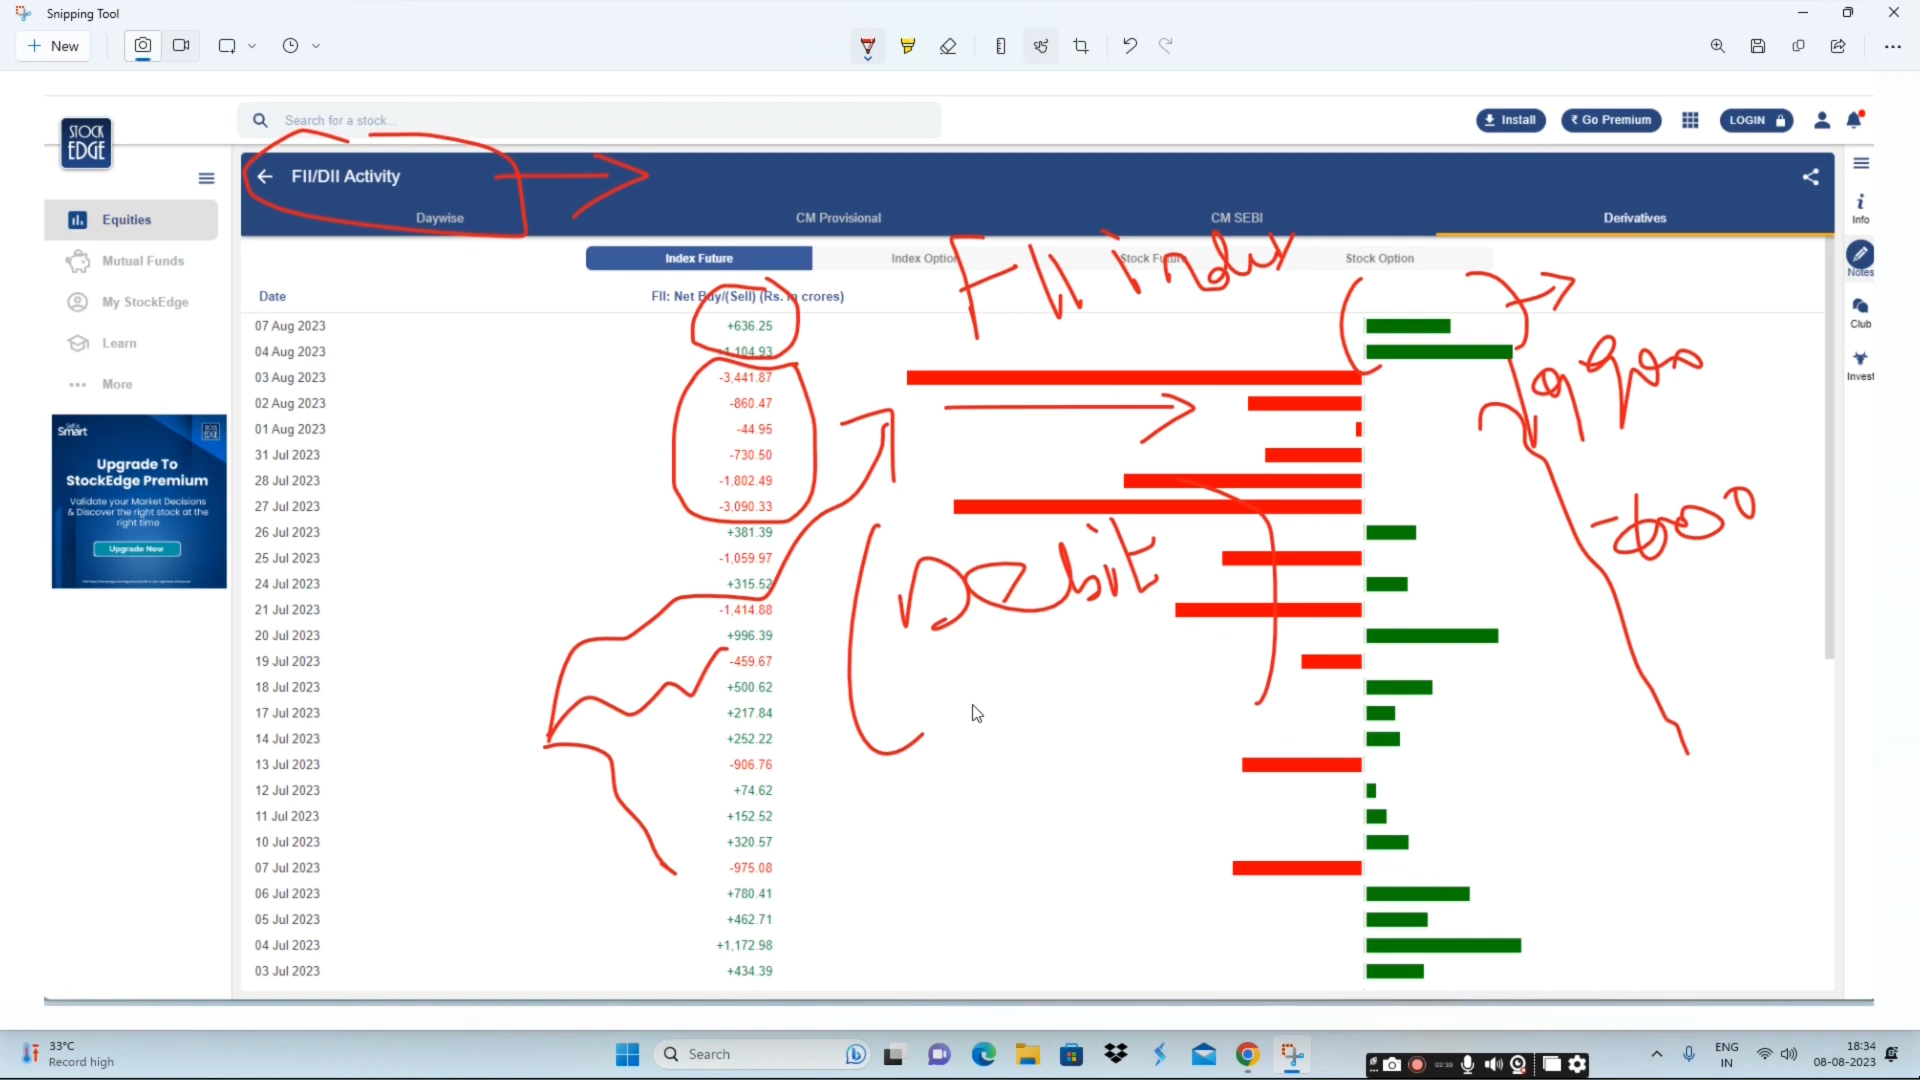 Snipping Tool
New
STOCK EDGE
Search for a stock...
Install
₹ Go Premium
LOGIN
FII/DII Activity
Daywise
CM Provisional
CM SEBI
Derivatives
Index Future
Index Option
Stock Future
Stock Option
Equities
Mutual Funds
My StockEdge
Learn
More
Info
Notes
Club
Invest
Date
FII: Net Buy/(Sell) (Rs. in crores)
07 Aug 2023 +636.25
04 Aug 2023 +1,104.93
03 Aug 2023 -3,441.87
02 Aug 2023 -860.47
01 Aug 2023 -44.95
31 Jul 2023 -730.50
28 Jul 2023 -1,802.49
27 Jul 2023 -3,090.33
26 Jul 2023 +381.39
25 Jul 2023 -1,059.97
24 Jul 2023 +315.52
21 Jul 2023 -1,414.88
20 Jul 2023 +996.39
19 Jul 2023 -459.67
18 Jul 2023 +500.62
17 Jul 2023 +217.84
14 Jul 2023 +252.22
13 Jul 2023 -906.76
12 Jul 2023 +74.62
11 Jul 2023 +152.52
10 Jul 2023 +320.57
07 Jul 2023 -975.08
06 Jul 2023 +780.41
05 Jul 2023 +462.71
04 Jul 2023 +1,172.98
03 Jul 2023 +434.39
FII index
Debit
Smart
STOCK EDGE
Upgrade To
StockEdge Premium
Validate your Market Decisions
& Discover the right stock at the
right time
Upgrade Now
33°C
Record high
Search
ENG
IN
18:34
08-08-2023